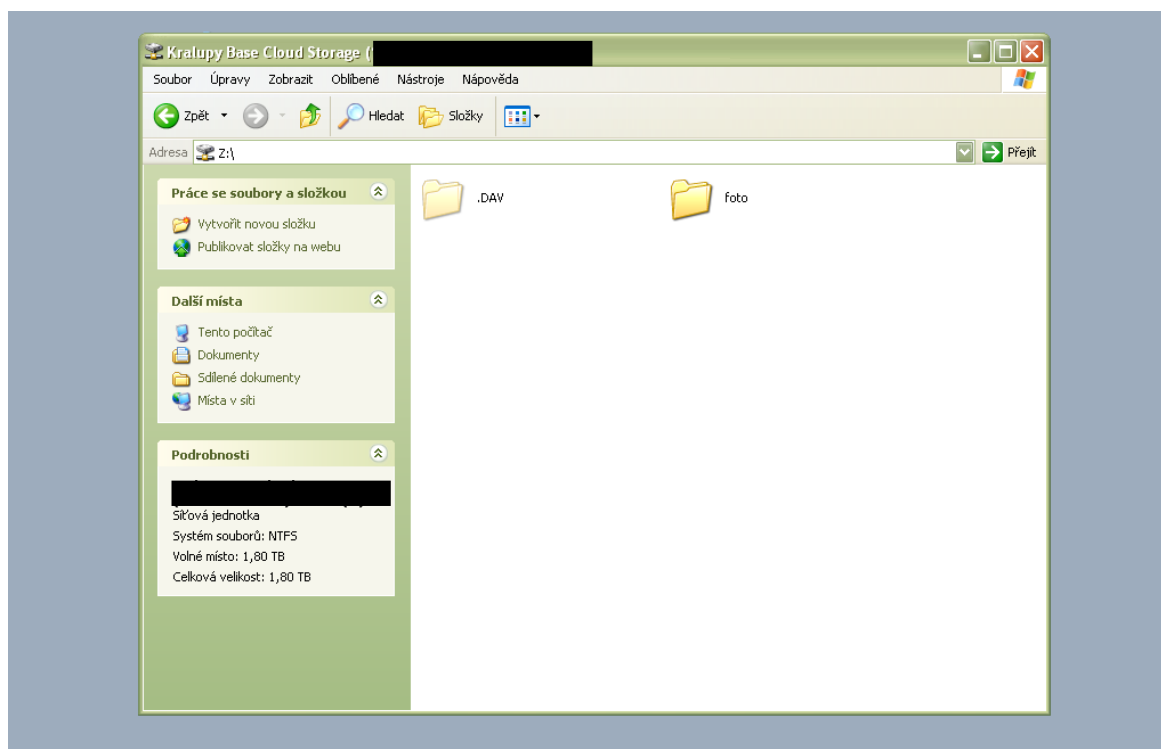 Kralupy Base Cloud Storage (
Soubor Úpravy Zobrazit Oblíbené Nástroje Nápověda
Zpět Hledat Složky
Adresa Z:\ Přejít
Práce se soubory a složkou
Vytvořit novou složku
Publikovat složky na webu
Další místa
Tento počítač
Dokumenty
Sdílené dokumenty
Místa v síti
Podrobnosti
Síťová jednotka
Systém souborů: NTFS
Volné místo: 1,80 TB
Celková velikost: 1,80 TB
.DAV foto